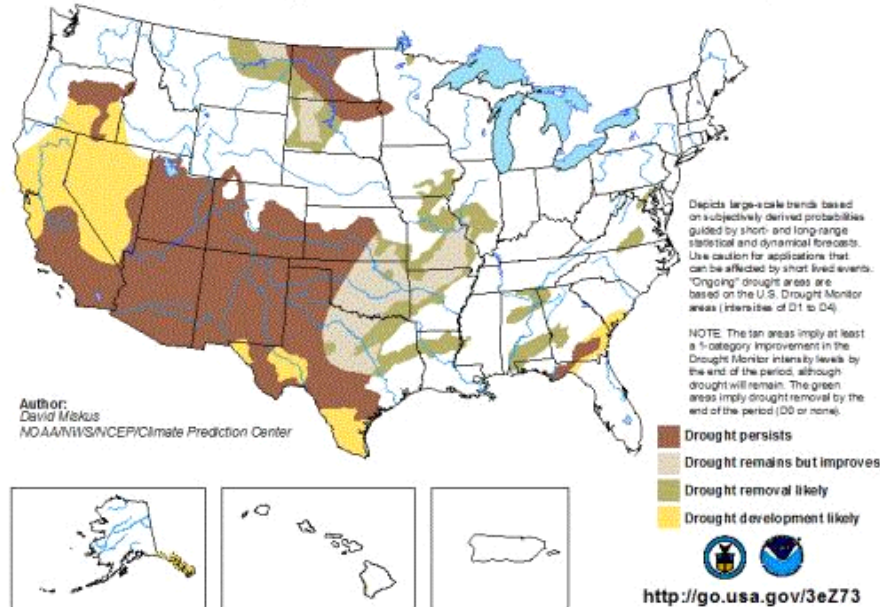 Depicts large-scale trends based
on subjectively derived probabilities
guided by short- and long-range
statistical and dynamical forecasts.
Use caution for applications that
can be affected by short lived events.
"Ongoing" drought areas are
based on the U.S. Drought Monitor
areas (intensities of D1 to D4).
NOTE: The tan areas imply at least
a 1-category improvement in the
Drought Monitor intensity levels by
the end of the period, although
drought will remain. The green
areas imply drought removal by the
end of the period (D0 or none).
Author:
David Miskus
NOAA/NWS/NCEP/Climate Prediction Center
Drought persists
Drought remains but improves
Drought removal likely
Drought development likely
http://go.usa.gov/3eZ73